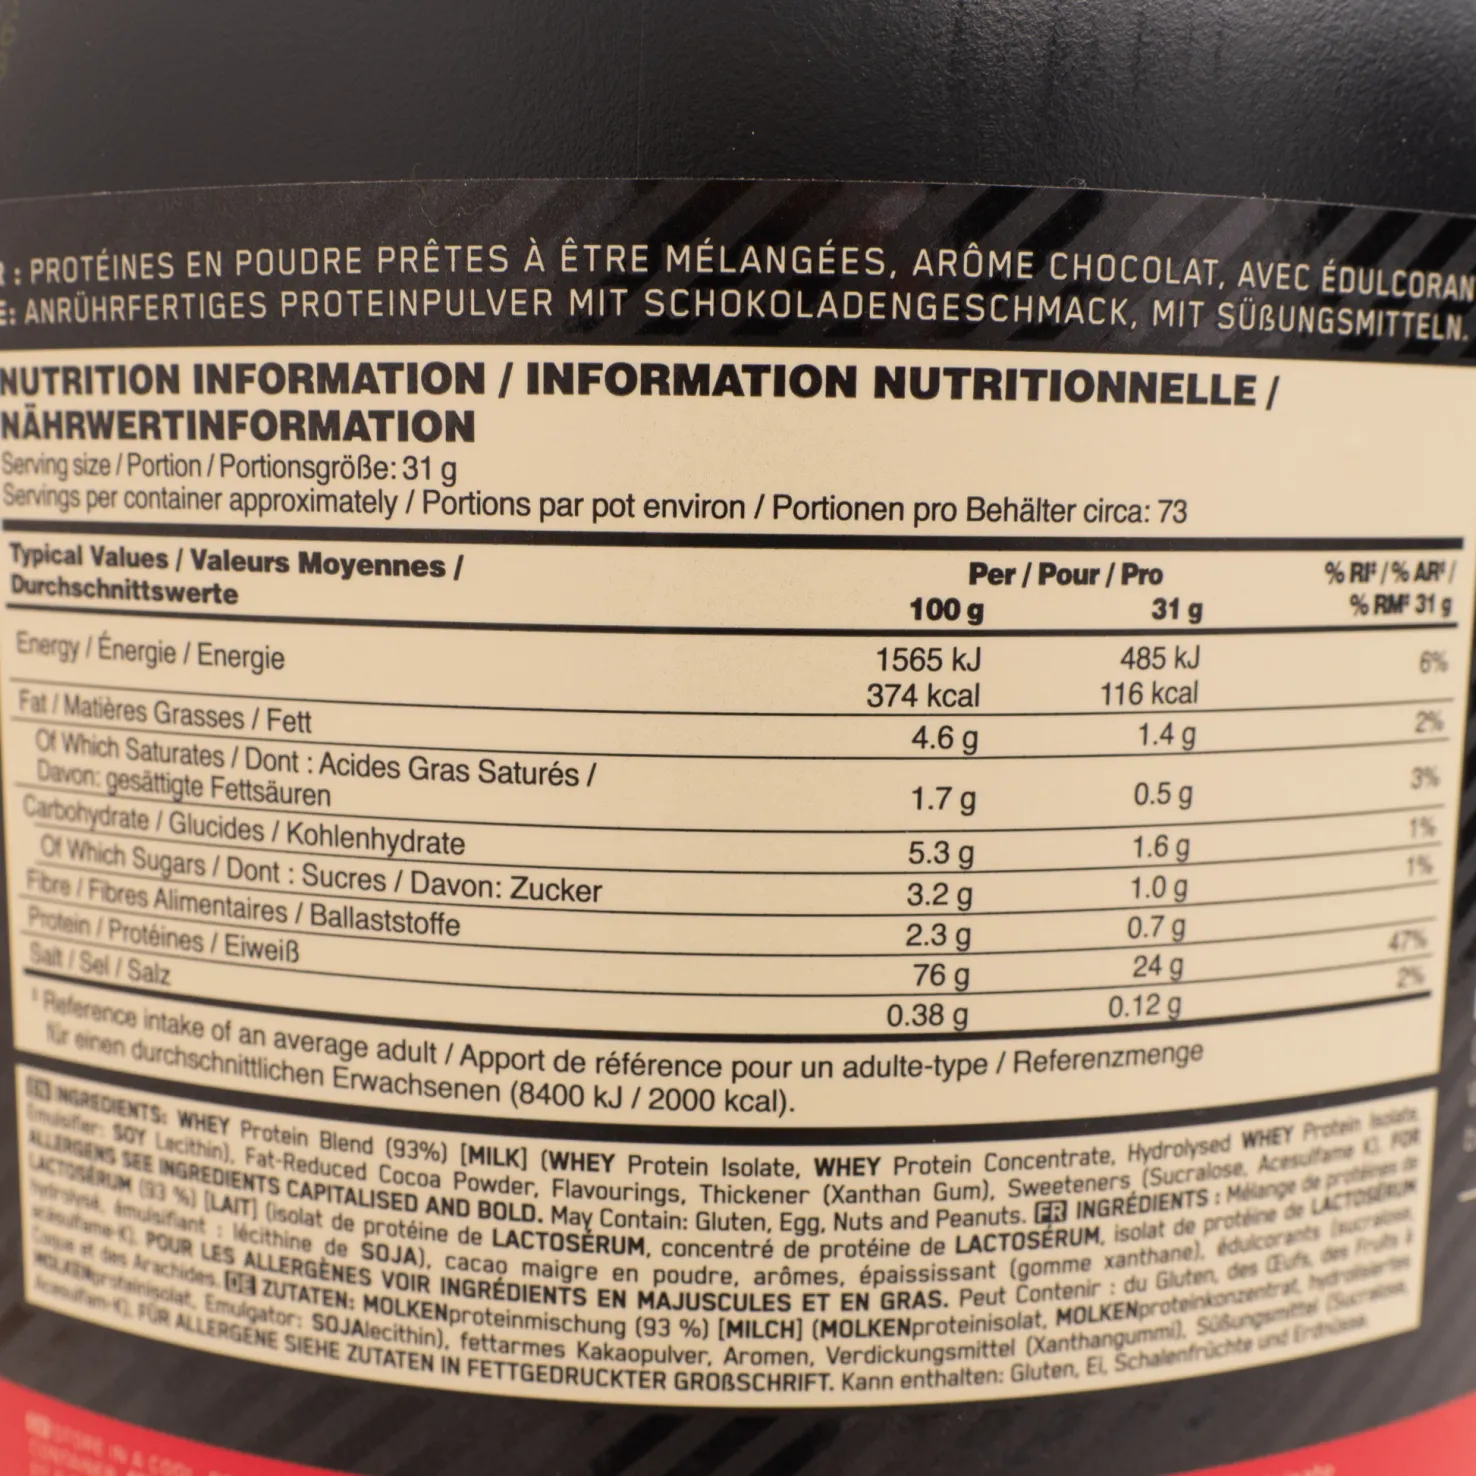 : PROTÉINES EN POUDRE PRÊTES À ÊTRE MÉLANGÉES, ARÔME CHOCOLAT, AVEC ÉDULCORAN
: ANRÜHRFERTIGES PROTEINPULVER MIT SCHOKOLADENGESCHMACK, MIT SÜßUNGSMITTELN.
NUTRITION INFORMATION / INFORMATION NUTRITIONNELLE /
NÄHRWERTINFORMATION
Serving size / Portion / Portionsgröße: 31 g
Servings per container approximately / Portions par pot environ / Portionen pro Behälter circa: 73
Typical Values / Valeurs Moyennes / Per / Pour / Pro % RI‡ / % AR‡ /
Durchschnittswerte 100 g 31 g % RM‡ 31 g
Energy / Énergie / Energie 1565 kJ 485 kJ 6%
374 kcal 116 kcal
Fat / Matières Grasses / Fett 4.6 g 1.4 g 2%
Of Which Saturates / Dont : Acides Gras Saturés /
Davon: gesättigte Fettsäuren 1.7 g 0.5 g 3%
Carbohydrate / Glucides / Kohlenhydrate 5.3 g 1.6 g 1%
Of Which Sugars / Dont : Sucres / Davon: Zucker 3.2 g 1.0 g 1%
Fibre / Fibres Alimentaires / Ballaststoffe 2.3 g 0.7 g
Protein / Protéines / Eiweiß 76 g 24 g 47%
Salt / Sel / Salz 0.38 g 0.12 g 2%
‡ Reference intake of an average adult / Apport de référence pour un adulte-type / Referenzmenge
für einen durchschnittlichen Erwachsenen (8400 kJ / 2000 kcal).
INGREDIENTS: WHEY Protein Blend (93%) [MILK] (WHEY Protein Isolate, WHEY Protein Concentrate, Hydrolysed WHEY Protein Isolate,
Emulsifier: SOY Lecithin), Fat-Reduced Cocoa Powder, Flavourings, Thickener (Xanthan Gum), Sweeteners (Sucralose, Acesulfame K). FOR
ALLERGENS SEE INGREDIENTS CAPITALISED AND BOLD. May Contain: Gluten, Egg, Nuts and Peanuts. FR INGRÉDIENTS : Mélange de protéines de
LACTOSÉRUM (93 %) [LAIT] (isolat de protéine de LACTOSÉRUM, concentré de protéine de LACTOSÉRUM, isolat de protéine de LACTOSÉRUM
hydrolysé, émulsifiant : lécithine de SOJA), cacao maigre en poudre, arômes, épaississant (gomme xanthane), édulcorants (sucralose,
acésulfame-K). POUR LES ALLERGÈNES VOIR INGRÉDIENTS EN MAJUSCULES ET EN GRAS. Peut Contenir : du Gluten, des Œufs, des Fruits à
Coque et des Arachides. DE ZUTATEN: MOLKENproteinmischung (93 %) [MILCH] (MOLKENproteinisolat, MOLKENproteinkonzentrat, hydrolisiertes
MOLKENproteinisolat, Emulgator: SOJAlecithin), fettarmes Kakaopulver, Aromen, Verdickungsmittel (Xanthangummi), Süßungsmittel (Sucralose,
Acesulfam-K). FÜR ALLERGENE SIEHE ZUTATEN IN FETTGEDRUCKTER GROßSCHRIFT. Kann enthalten: Gluten, Ei, Schalenfrüchte und Erdnüsse.
STORE IN A COOL